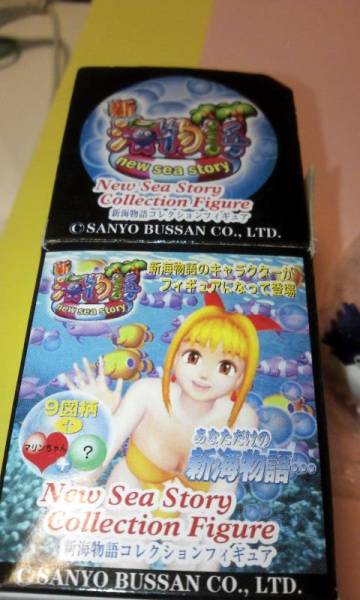 新
海物語
new sea story
New Sea Story
Collection Figure
新海物語コレクションフィギュア
©SANYO BUSSAN CO., LTD.
新
海物語
new sea story
新海物語のキャラクターが
フィギュアになって登場
9図柄
+
マリンちゃん
+
?
あなただけの
新海物語…
New Sea Story
Collection Figure
新海物語コレクションフィギュア
©SANYO BUSSAN CO., LTD.